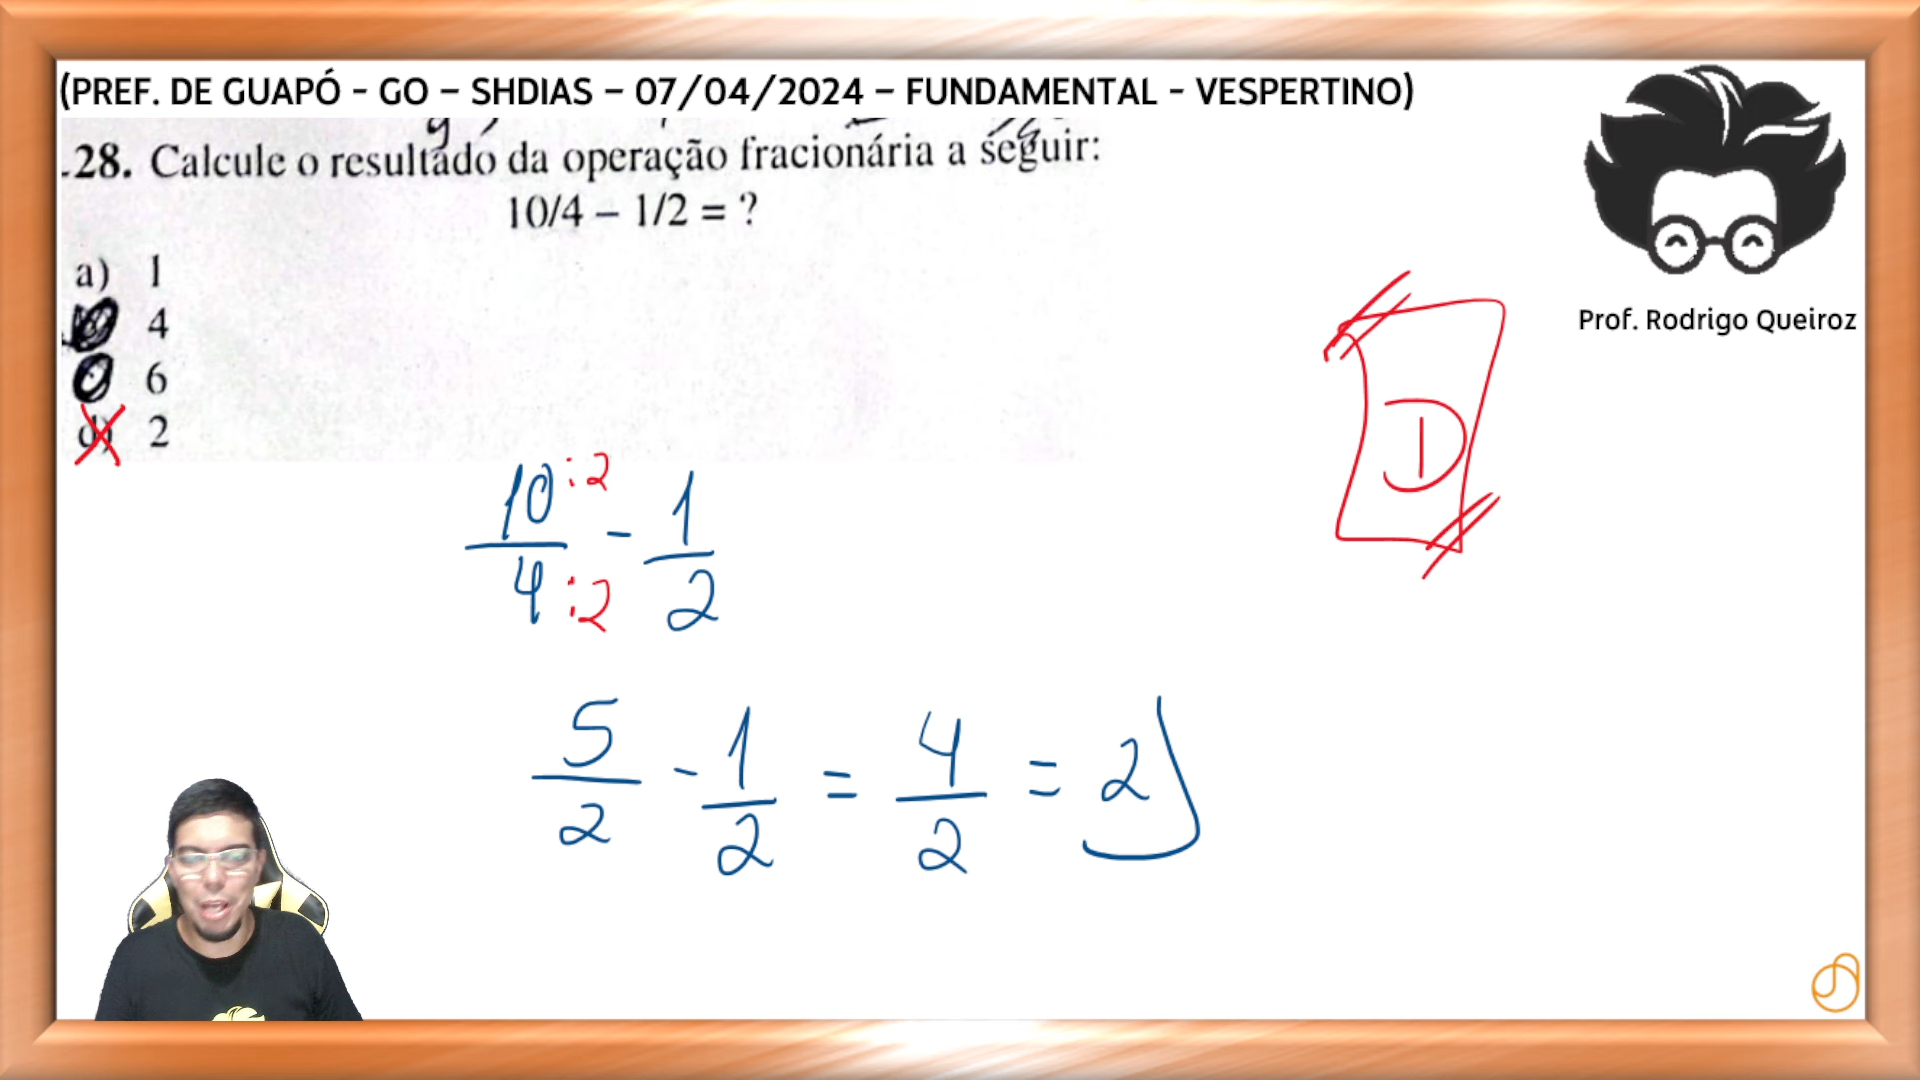 (PREF. DE GUAPÓ - GO – SHDIAS – 07/04/2024 – FUNDAMENTAL - VESPERTINO)
28. Calcule o resultado da operação fracionária a seguir:
10/4 – 1/2 = ?
a) 1
4
6
d) 2
Prof. Rodrigo Queiroz
D
10 :2 - 1
4 :2 2
5 - 1 = 4 = 2
2 2 2